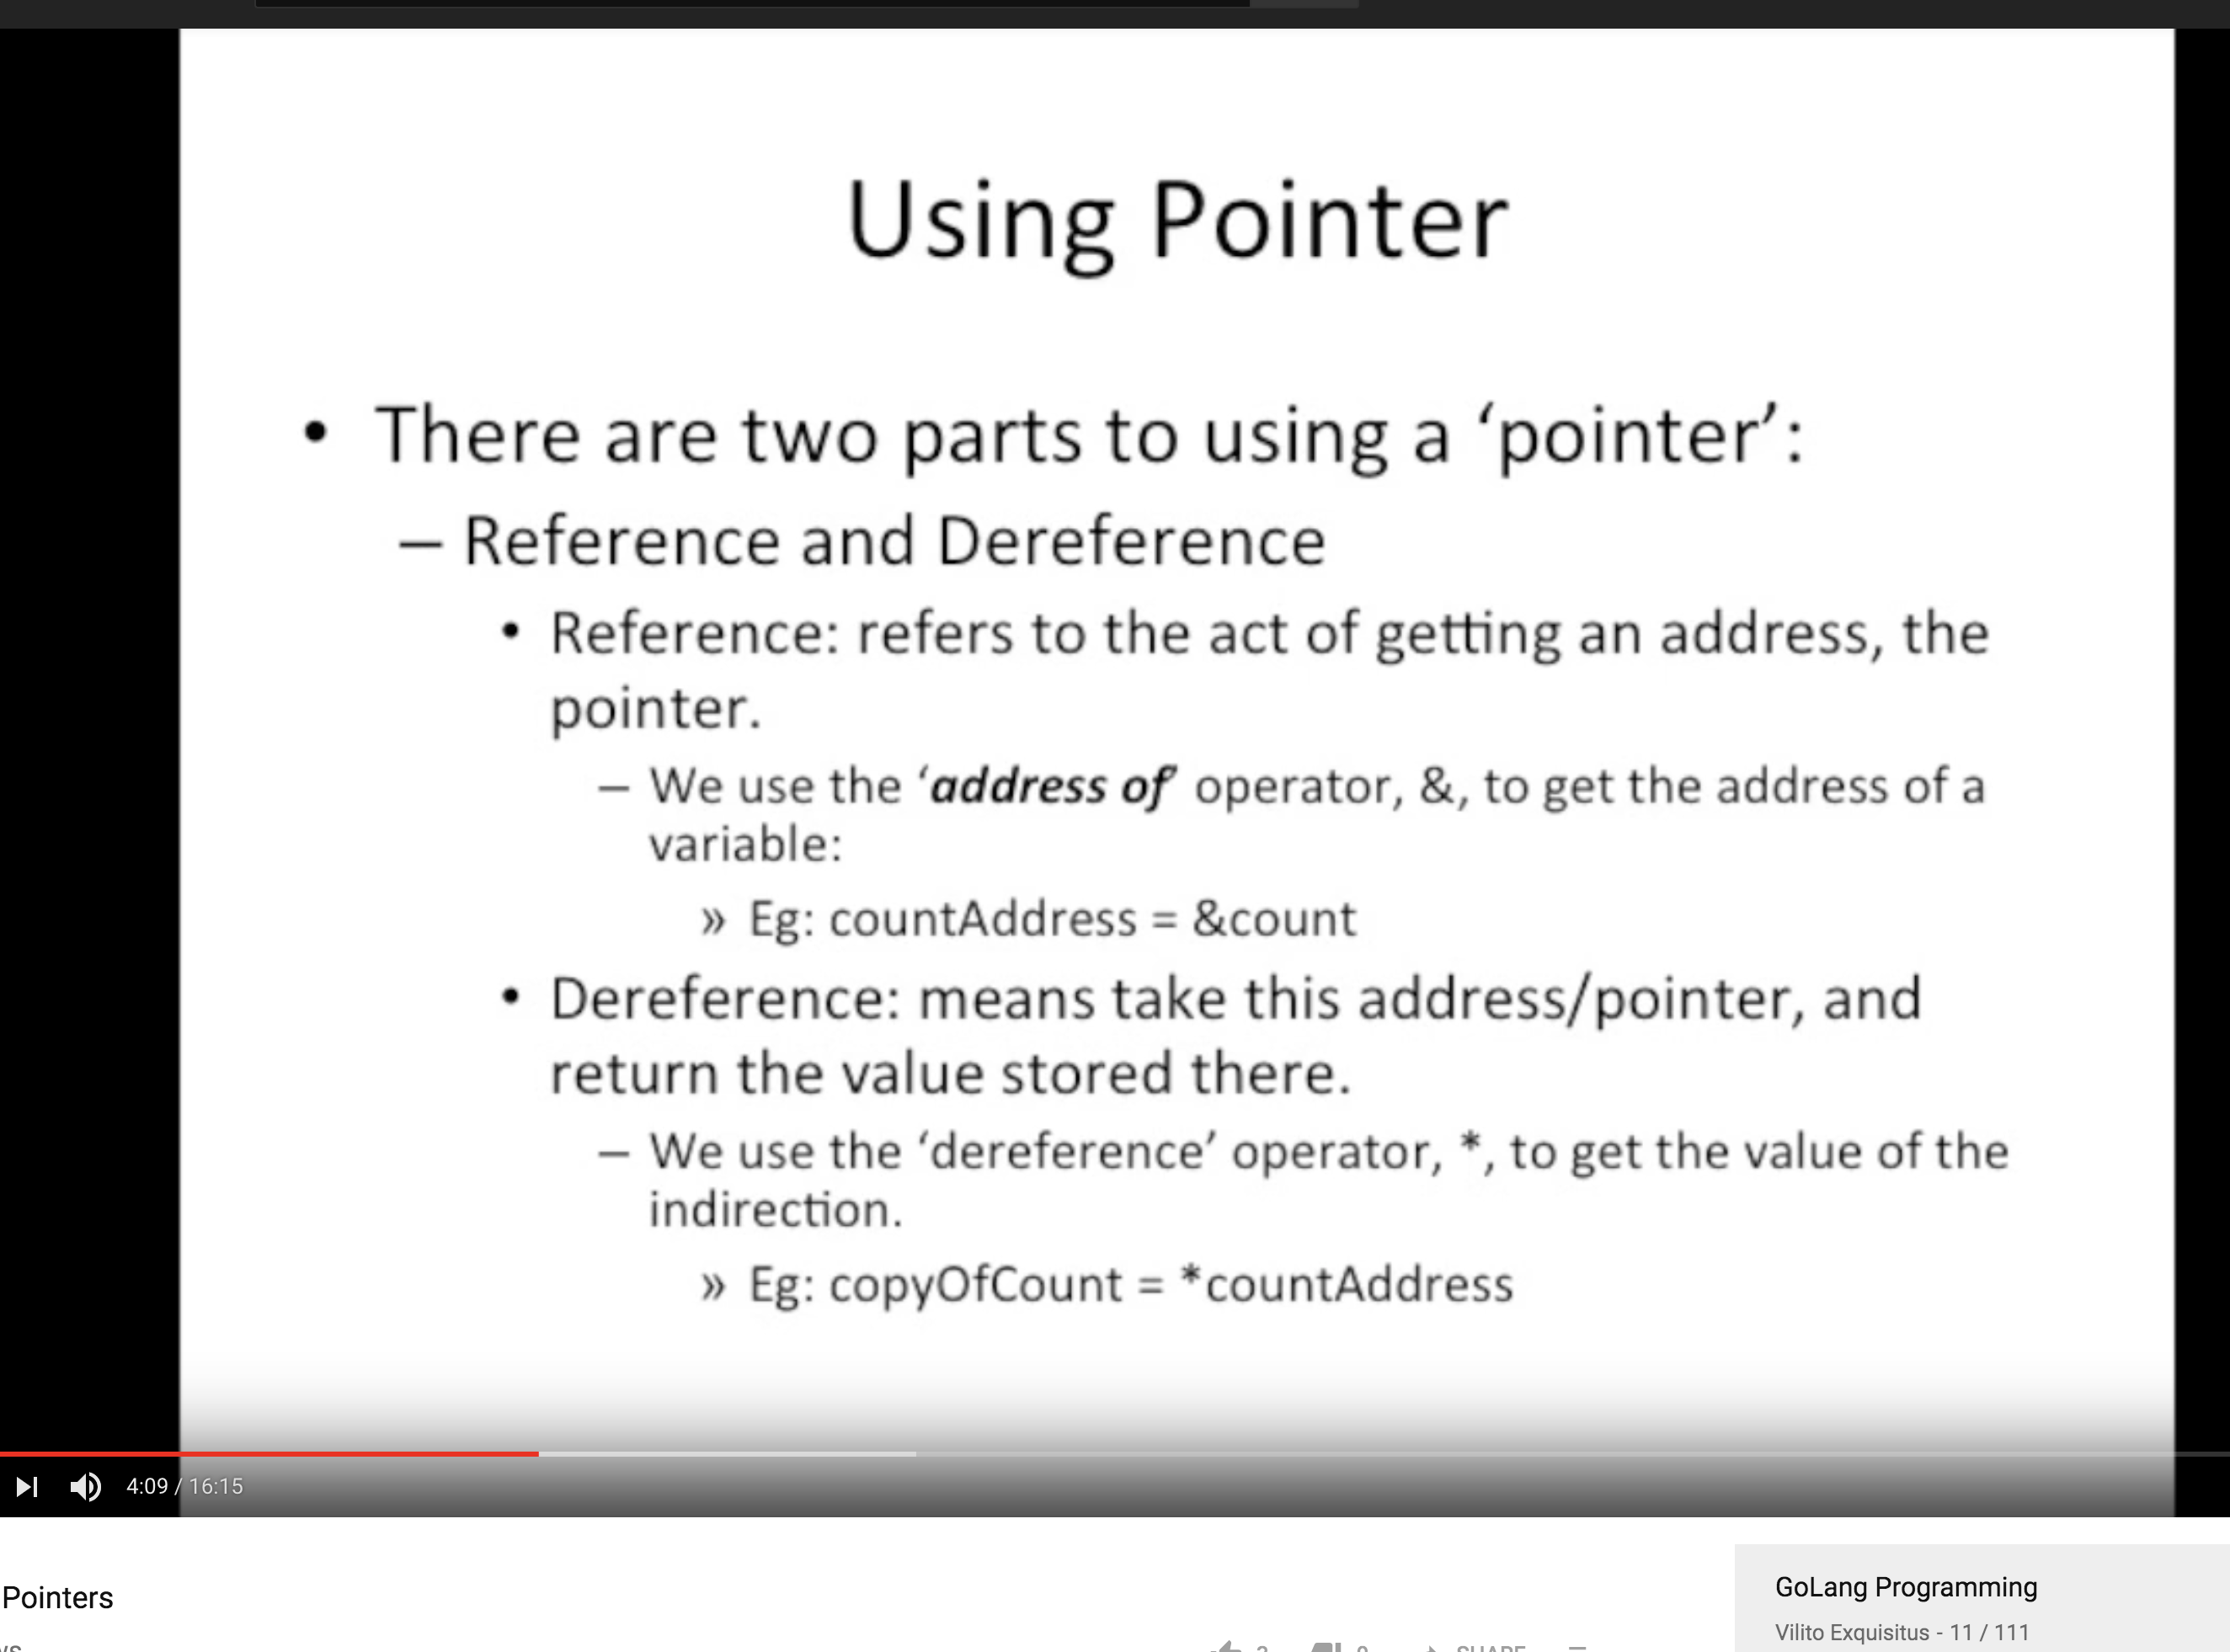 Using Pointer
• There are two parts to using a ‘pointer’:
– Reference and Dereference
• Reference: refers to the act of getting an address, the
pointer.
– We use the ‘address of’ operator, &, to get the address of a
variable:
» Eg: countAddress = &count
• Dereference: means take this address/pointer, and
return the value stored there.
– We use the ‘dereference’ operator, *, to get the value of the
indirection.
» Eg: copyOfCount = *countAddress
4:09 / 16:15
Pointers
GoLang Programming
Vilito Exquisitus - 11 / 111
SHARE